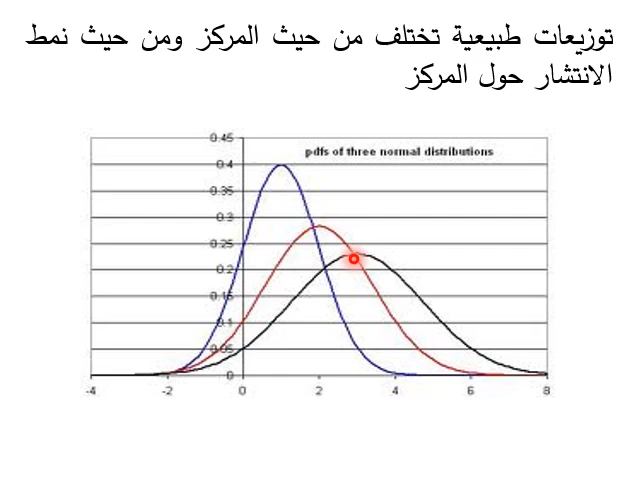 توزيعات طبيعية تختلف من حيث المركز ومن حيث نمط
الانتشار حول المركز
pdfs of three normal distributions
0.45
0.4
0.35
0.3
0.25
0.2
0.15
0.1
0.05
0
-4 -2 0 2 4 6 8